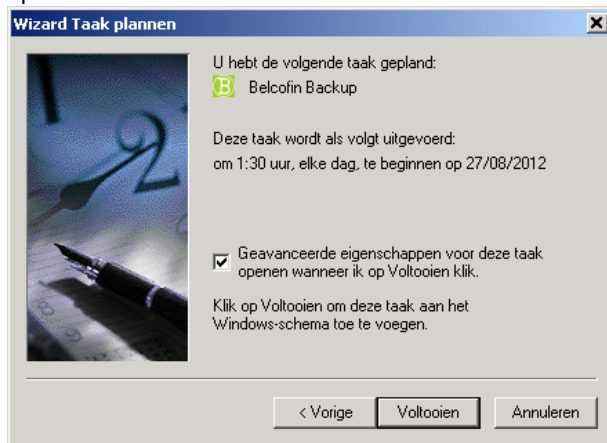 Wizard Taak plannen
U hebt de volgende taak gepland:
Belcofin Backup
Deze taak wordt als volgt uitgevoerd:
om 1:30 uur, elke dag, te beginnen op 27/08/2012
Geavanceerde eigenschappen voor deze taak
openen wanneer ik op Voltooien klik.
Klik op Voltooien om deze taak aan het
Windows-schema toe te voegen.
< Vorige
Voltooien
Annuleren